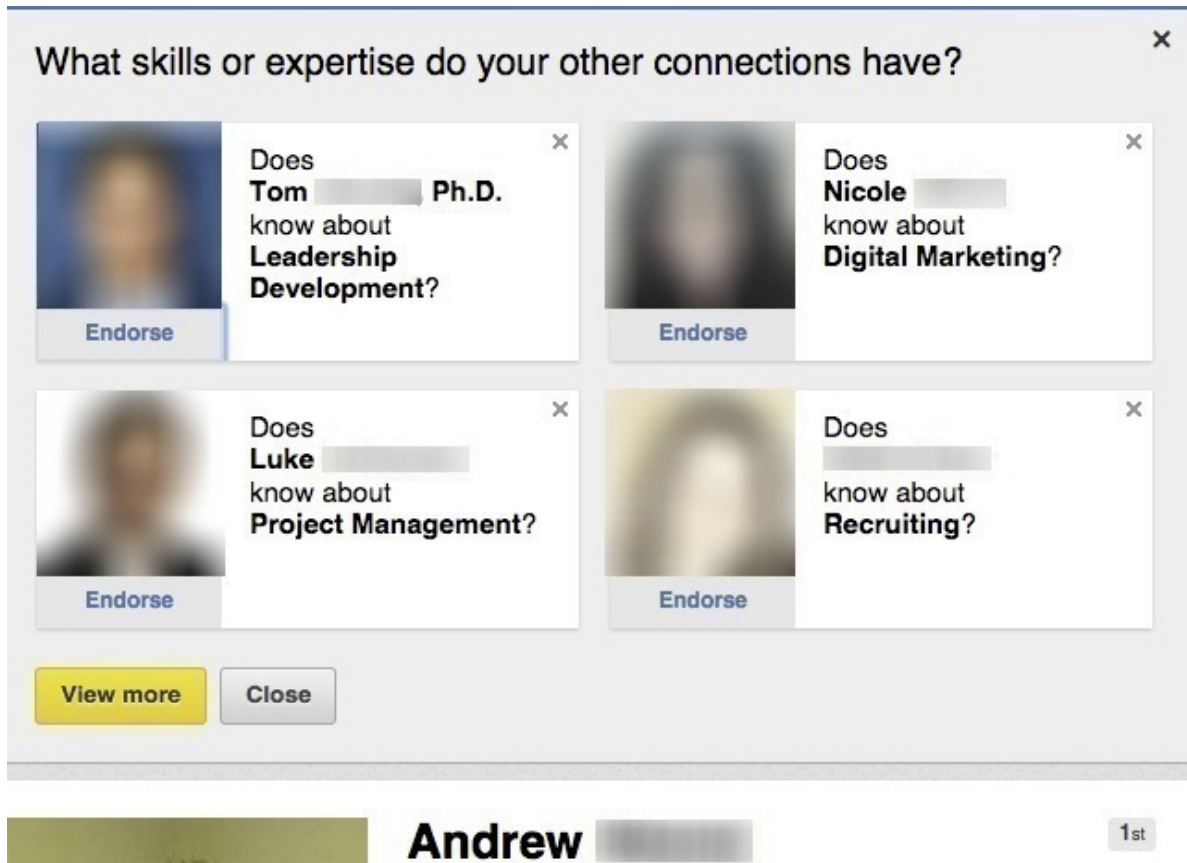 What skills or expertise do your other connections have?
×
×
Does
Tom Ph.D.
know about
Leadership
Development?
Endorse
×
Does
Nicole
know about
Digital Marketing?
Endorse
×
Does
Luke
know about
Project Management?
Endorse
×
Does
know about
Recruiting?
Endorse
View more
Close
Andrew
1st